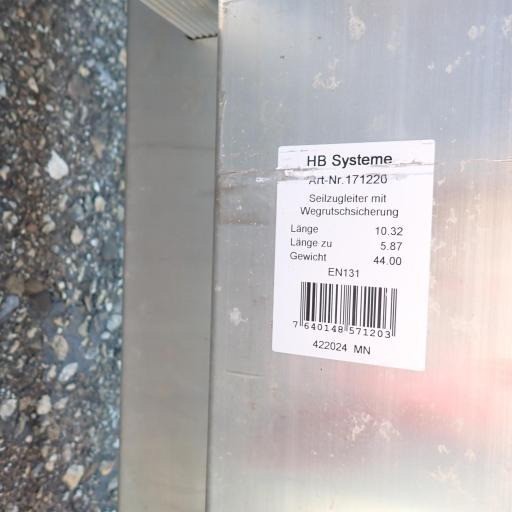 HB Systeme
Art-Nr.171220
Seilzugleiter mit
Wegrutschsicherung
Länge 10.32
Länge zu 5.87
Gewicht 44.00
EN131
7 640148 571203
422024 MN